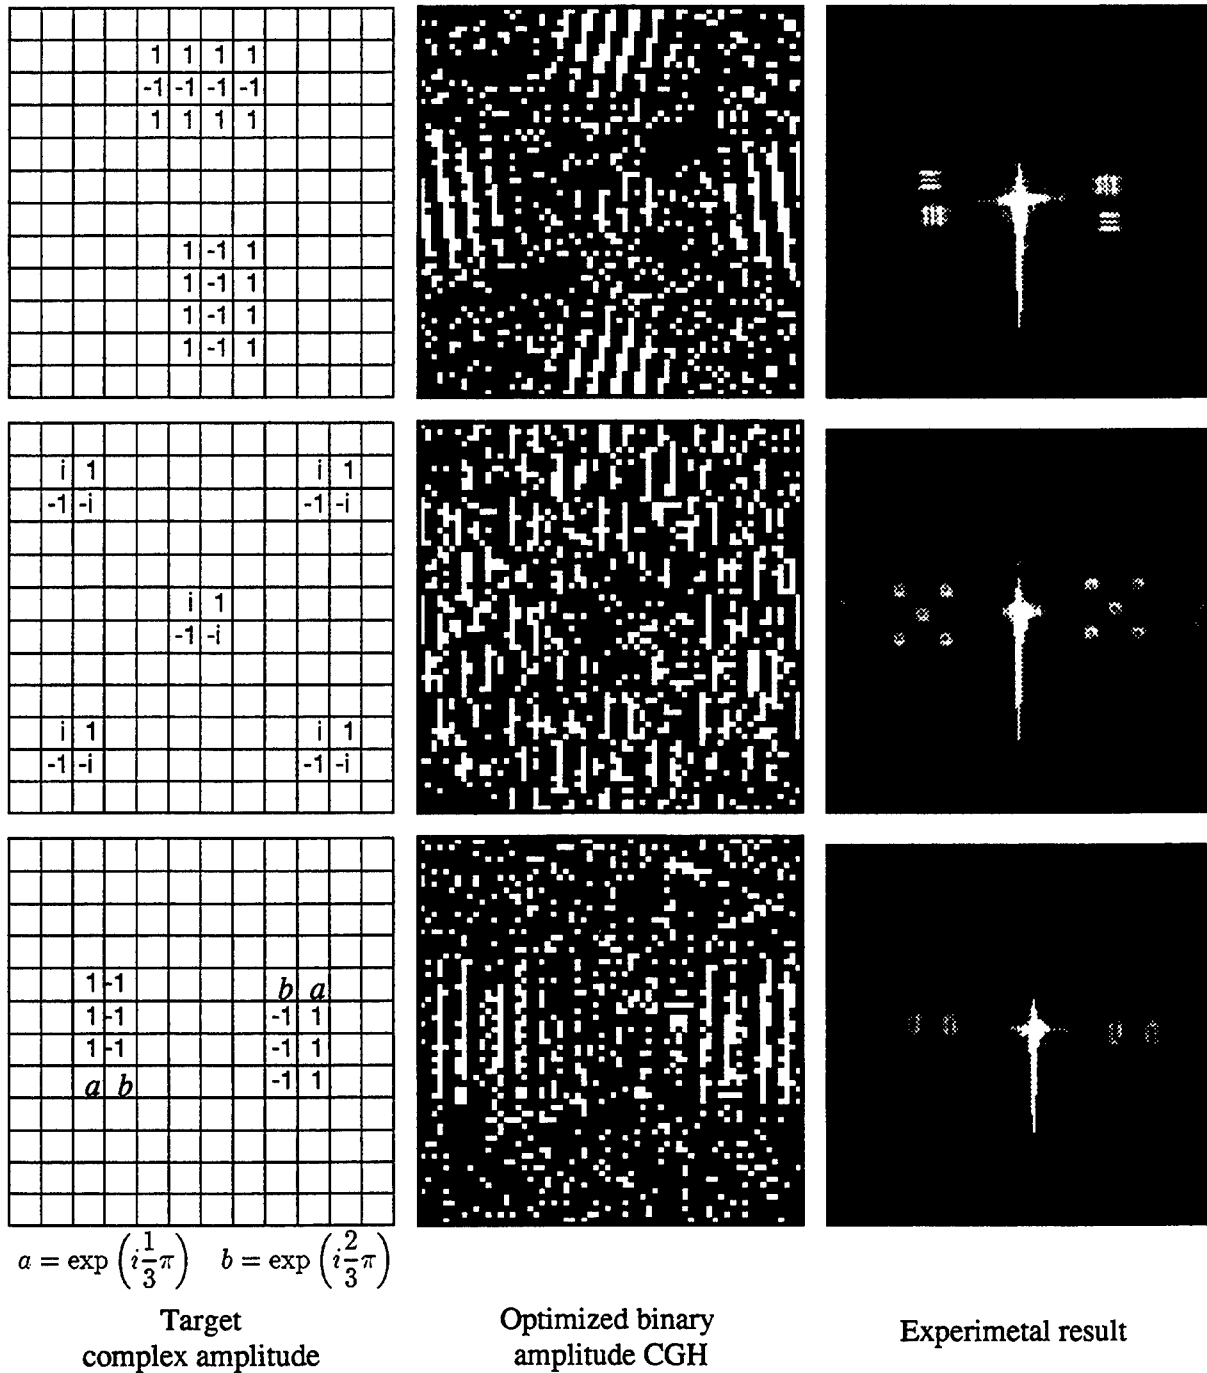 1 1 1 1
-1 -1 -1 -1
1 1 1 1
1 -1 1
1 -1 1
1 -1 1
1 -1 1
i 1 i 1
-1 -i -1 -i
i 1
-1 -i
i 1 i 1
-1 -i -1 -i
1 -1 b a
1 -1 -1 1
1 -1 -1 1
a b -1 1
a = exp (i 1/3 π) b = exp (i 2/3 π)
Target
complex amplitude
Optimized binary
amplitude CGH
Experimetal result